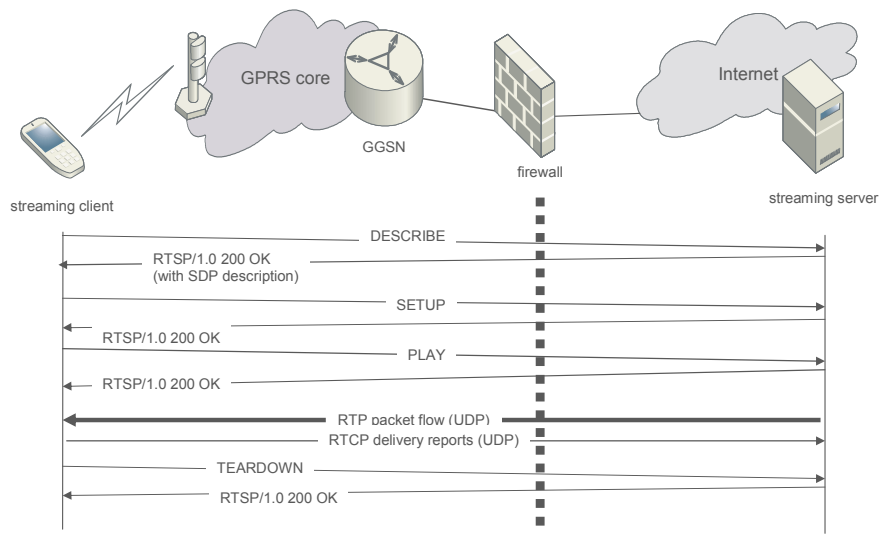 GPRS core
Internet
GGSN
firewall
streaming client
streaming server
DESCRIBE
RTSP/1.0 200 OK
(with SDP description)
SETUP
RTSP/1.0 200 OK
PLAY
RTSP/1.0 200 OK
RTP packet flow (UDP)
RTCP delivery reports (UDP)
TEARDOWN
RTSP/1.0 200 OK